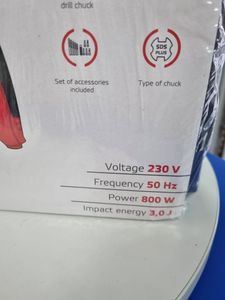 drill chuck
SDS
PLUS
Set of accessories
included
Type of chuck
Voltage 230 V
Frequency 50 Hz
Power 800 W
Impact energy 3,0 J